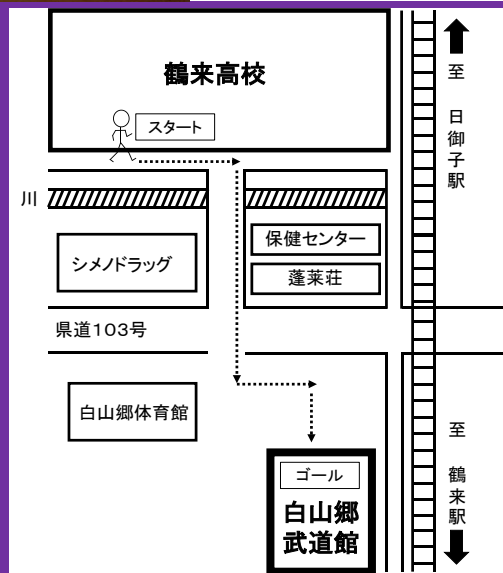 鶴来高校
スタート
至 日御子駅
川
保健センター
シメノドラッグ
蓬莱荘
県道103号
白山郷体育館
至 鶴来駅
ゴール
白山郷
武道館